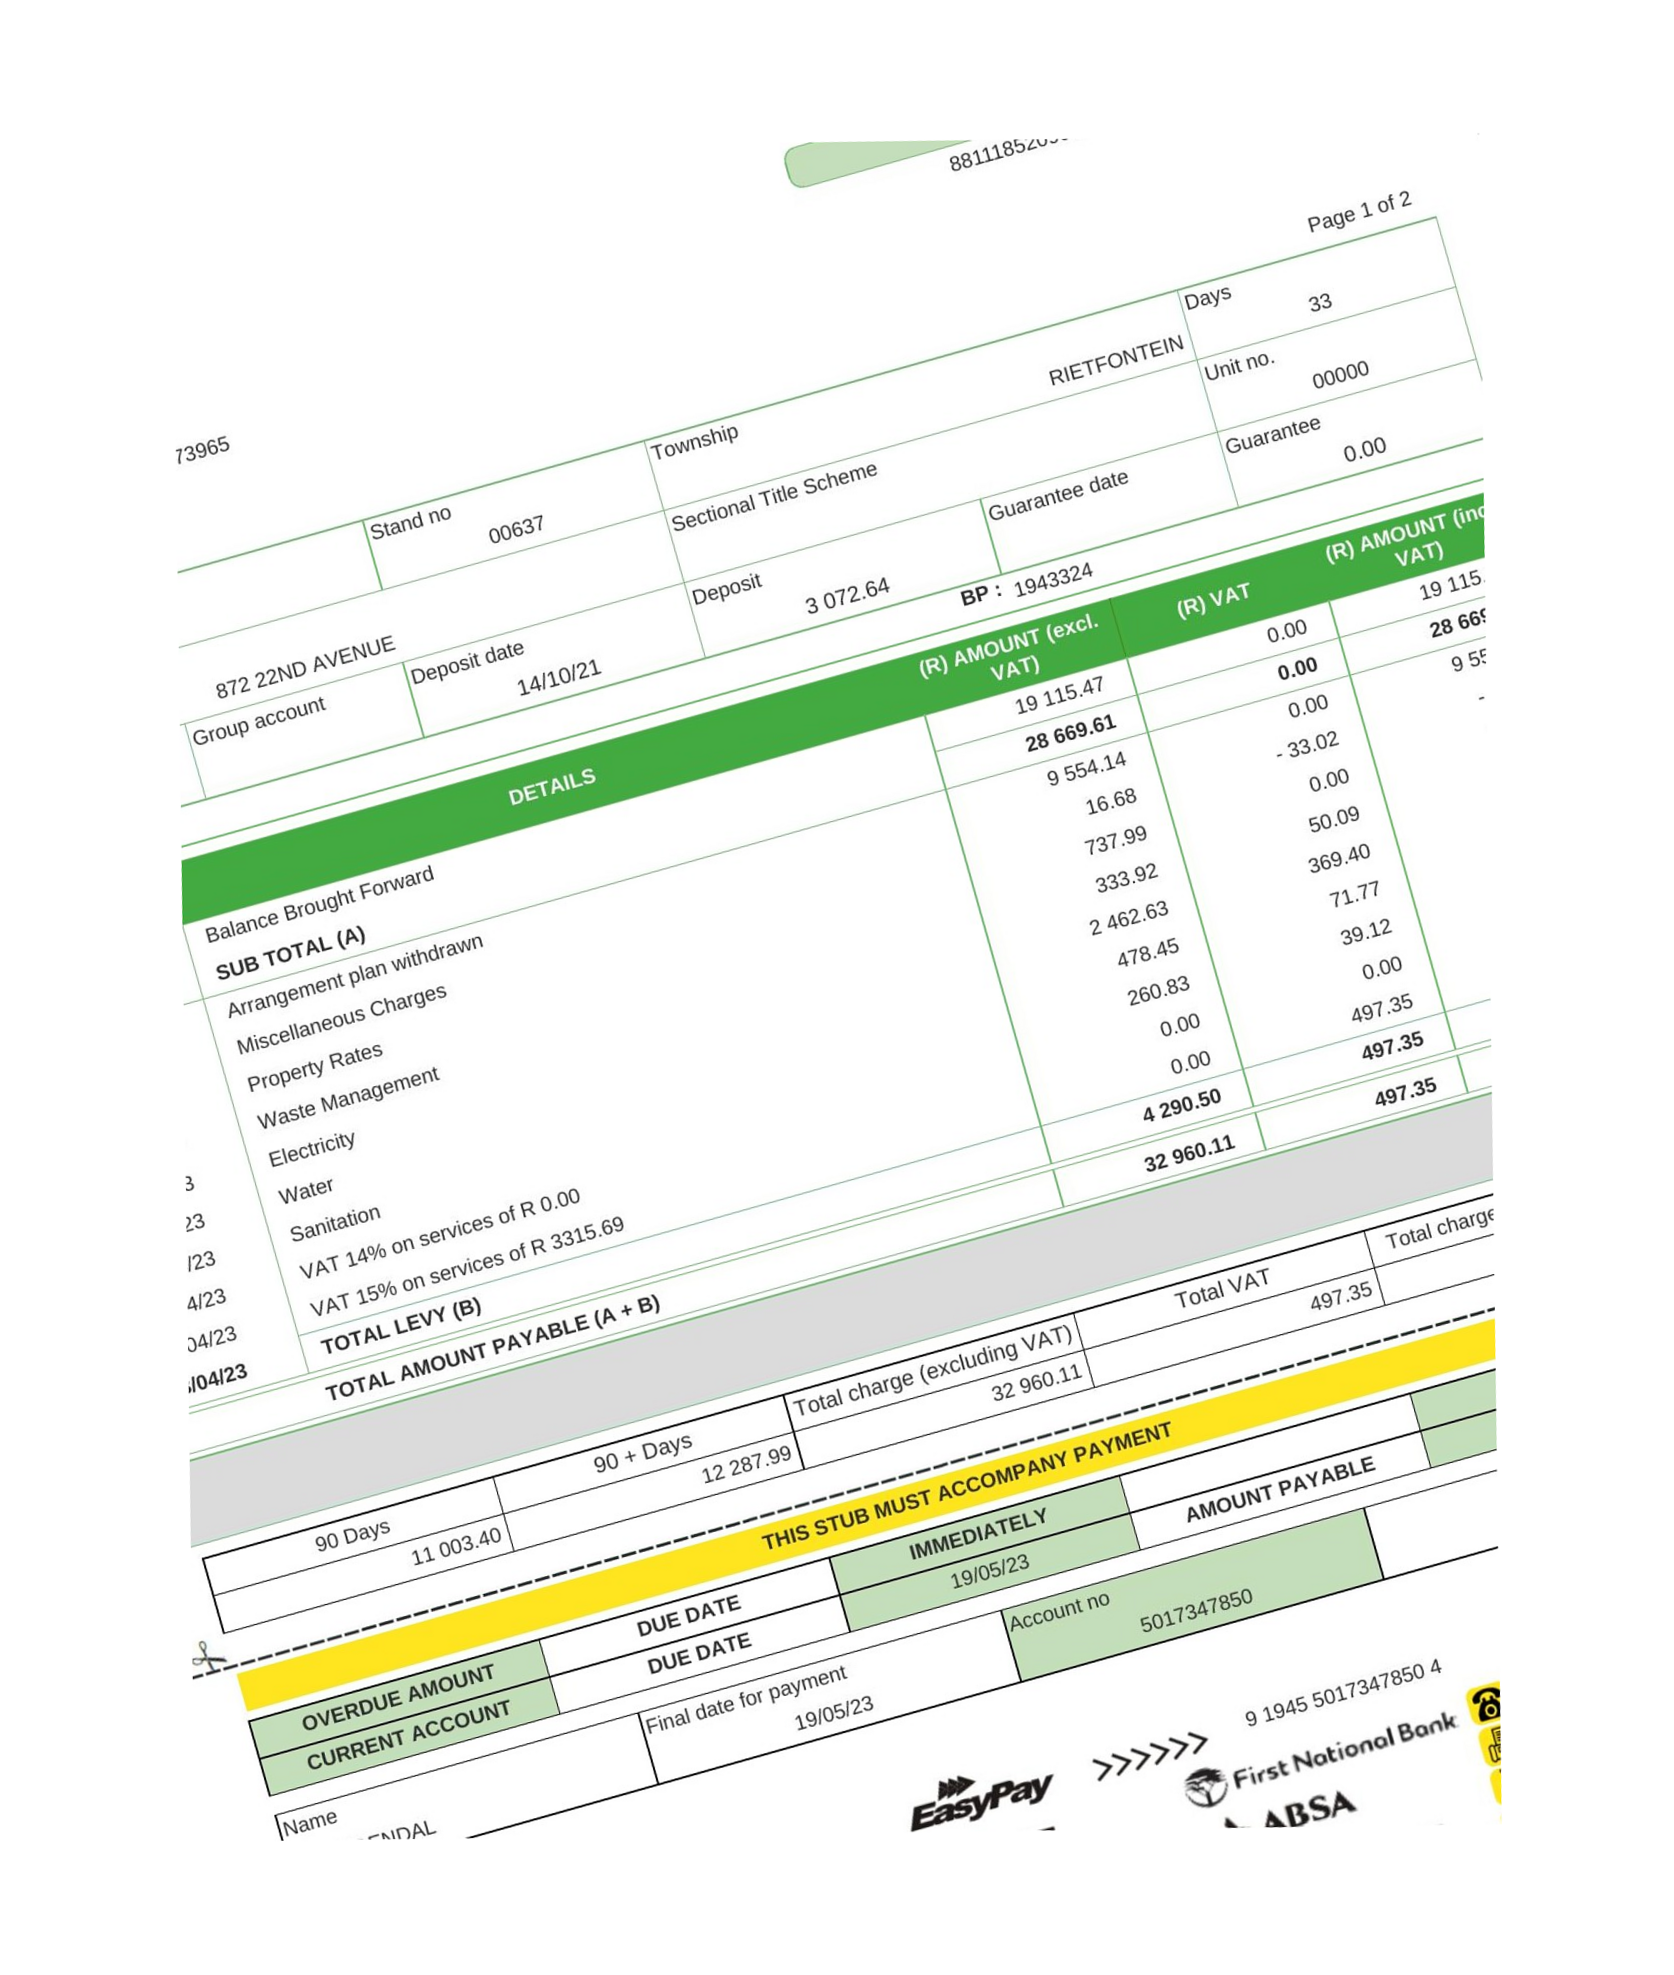 Page 1 of 2
73965
Stand no 00637
Township RIETFONTEIN
Days 33
872 22ND AVENUE
Sectional Title Scheme
Unit no. 00000
Group account
Deposit date 14/10/21
Deposit 3 072.64
Guarantee date
Guarantee 0.00
BP : 1943324
DETAILS (R) AMOUNT (excl. VAT) (R) VAT (R) AMOUNT VAT)
Balance Brought Forward 19 115.47 0.00 19 115.
SUB TOTAL (A) 28 669.61 0.00 28 669
Arrangement plan withdrawn 9 554.14 0.00 9 55
Miscellaneous Charges 16.68 - 33.02 -
Property Rates 737.99 0.00
Waste Management 333.92 50.09
Electricity 2 462.63 369.40
Water 478.45 71.77
23 Sanitation 260.83 39.12
/23 VAT 14% on services of R 0.00 0.00 0.00
4/23 VAT 15% on services of R 3315.69 0.00 497.35
04/23 TOTAL LEVY (B) 4 290.50 497.35
/04/23 TOTAL AMOUNT PAYABLE (A + B) 32 960.11 497.35
90 Days 90 + Days Total charge (excluding VAT) Total VAT Total charge
11 003.40 12 287.99 32 960.11 497.35
THIS STUB MUST ACCOMPANY PAYMENT
OVERDUE AMOUNT DUE DATE IMMEDIATELY
CURRENT ACCOUNT DUE DATE 19/05/23 AMOUNT PAYABLE
Name
ENDAL
Final date for payment 19/05/23
Account no 5017347850
9 1945 5017347850 4
EasyPay >>>>>> First National Bank
ABSA